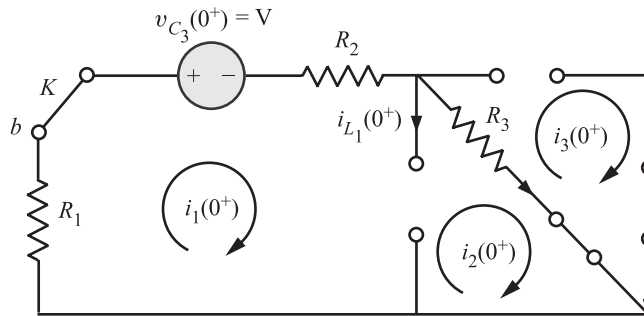 v_{C_3}(0^+) = V
+ −
R_2
K
b
R_1
i_1(0^+)
i_{L_1}(0^+)
R_3
i_3(0^+)
i_2(0^+)